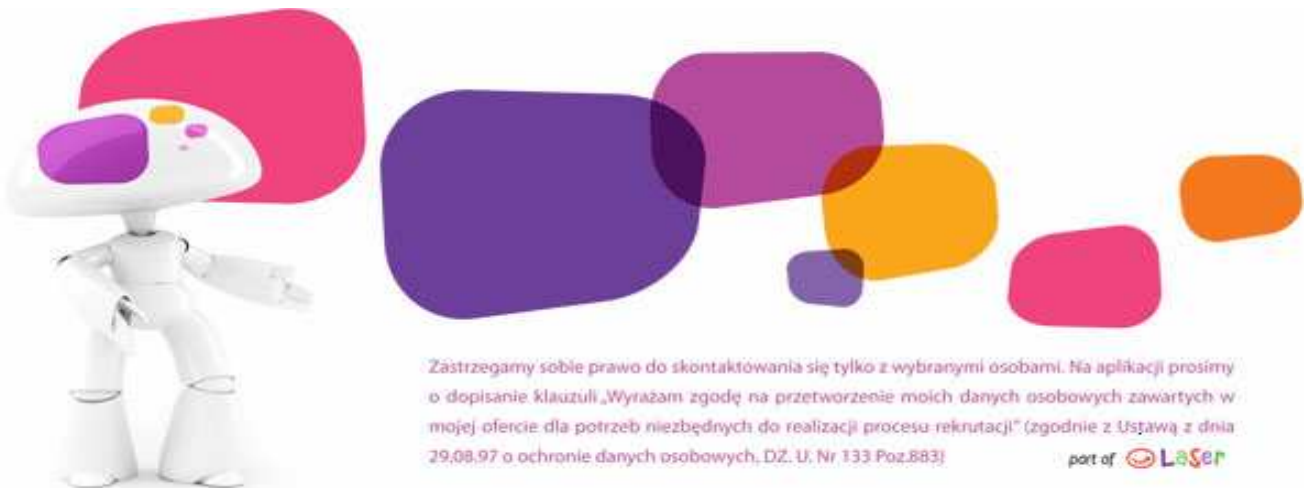 Zastrzegamy sobie prawo do skontaktowania się tylko z wybranymi osobami. Na aplikacji prosimy
o dopisanie klauzuli „Wyrażam zgodę na przetworzenie moich danych osobowych zawartych w
mojej ofercie dla potrzeb niezbędnych do realizacji procesu rekrutacji" (zgodnie z Ustawą z dnia
29.08.97 o ochronie danych osobowych, DZ. U. Nr 133 Poz.883)
part of Laser